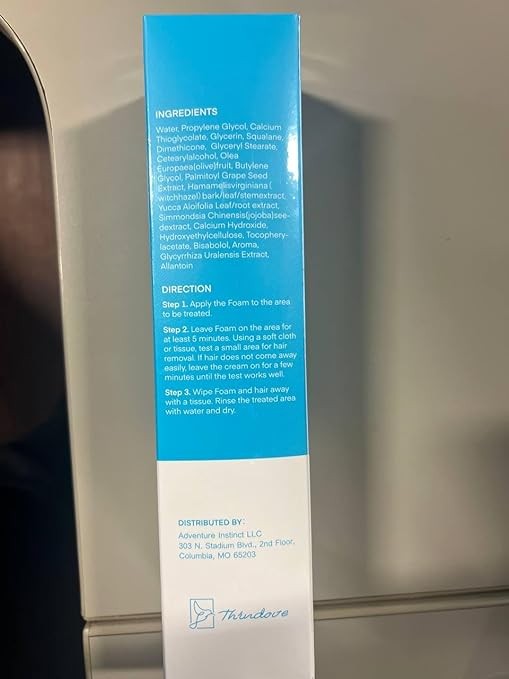 INGREDIENTS
Water, Propylene Glycol, Calcium
Thioglycolate, Glycerin, Squalane,
Dimethicone, Glyceryl Stearate,
Cetearylalcohol, Olea
Europaea(olive)fruit, Butylene
Glycol, Palmitoyl Grape Seed
Extract, Hamamelisvirginiana (
witchhazel) bark/leaf/stemextract,
Yucca Aloifolia Leaf/root extract,
Simmondsia Chinensis(jojoba)see-
dextract, Calcium Hydroxide,
Hydroxyethylcellulose, Tocophery-
lacetate, Bisabolol, Aroma,
Glycyrrhiza Uralensis Extract,
Allantoin
DIRECTION
Step 1. Apply the Foam to the area
to be treated.
Step 2. Leave Foam on the area for
at least 5 minutes. Using a soft cloth
or tissue, test a small area for hair
removal. If hair does not come away
easily, leave the cream on for a few
minutes until the test works well.
Step 3. Wipe Foam and hair away
with a tissue. Rinse the treated area
with water and dry.
DISTRIBUTED BY:
Adventure Instinct LLC
303 N. Stadium Blvd., 2nd Floor,
Columbia, MO 65203
Thrndove